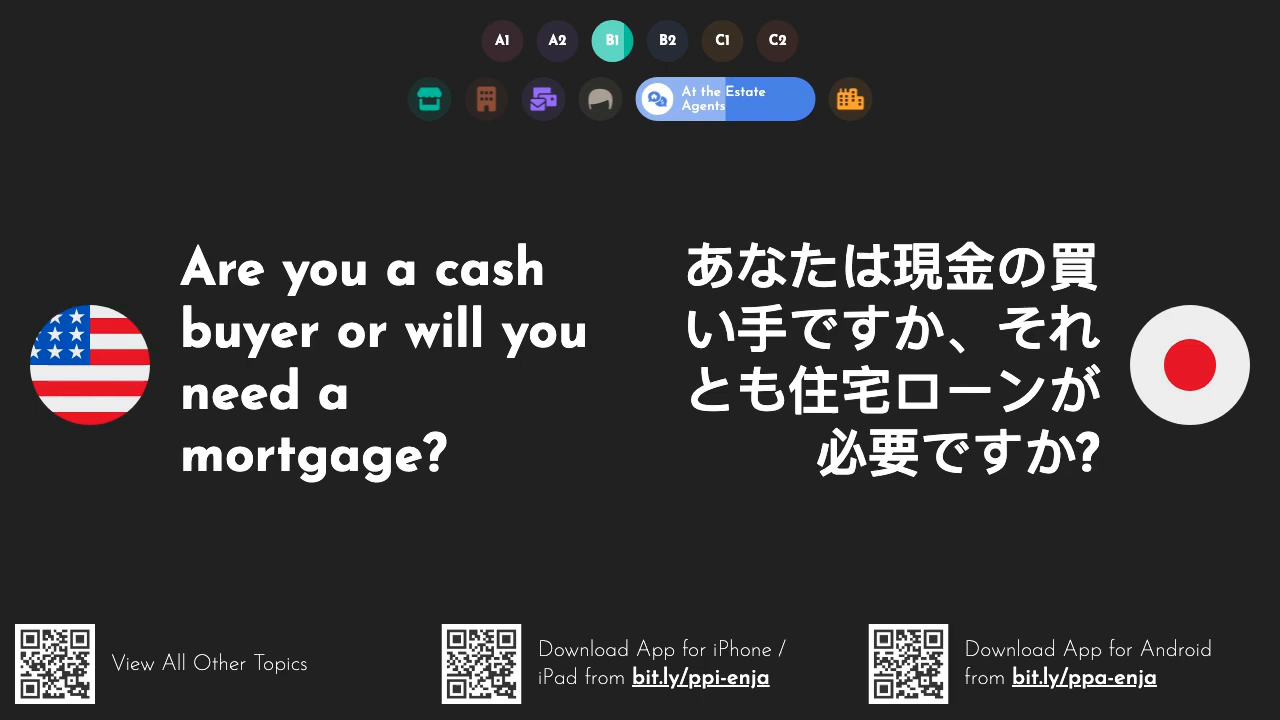 A1 A2 B1 B2 C1 C2
At the Estate
Agents
Are you a cash
buyer or will you
need a
mortgage?
あなたは現金の買
い手ですか、それ
とも住宅ローンが
必要ですか?
View All Other Topics
Download App for iPhone /
iPad from bit.ly/ppi-enja
Download App for Android
from bit.ly/ppa-enja